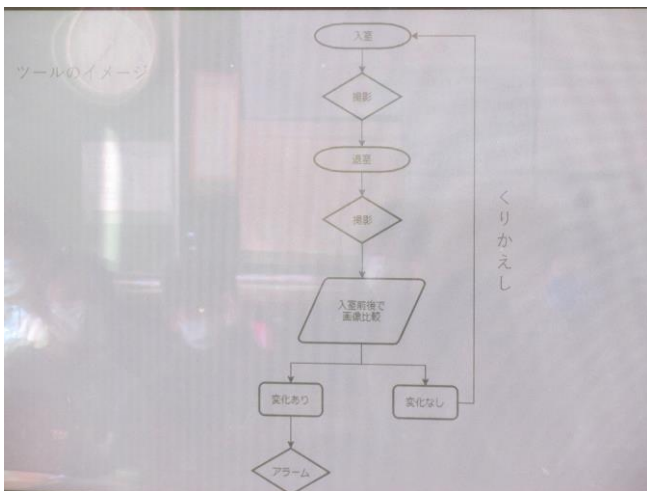 ツールのイメージ
入室
撮影
退室
撮影
入室前後で
画像比較
変化あり
変化なし
アラーム
くりかえし